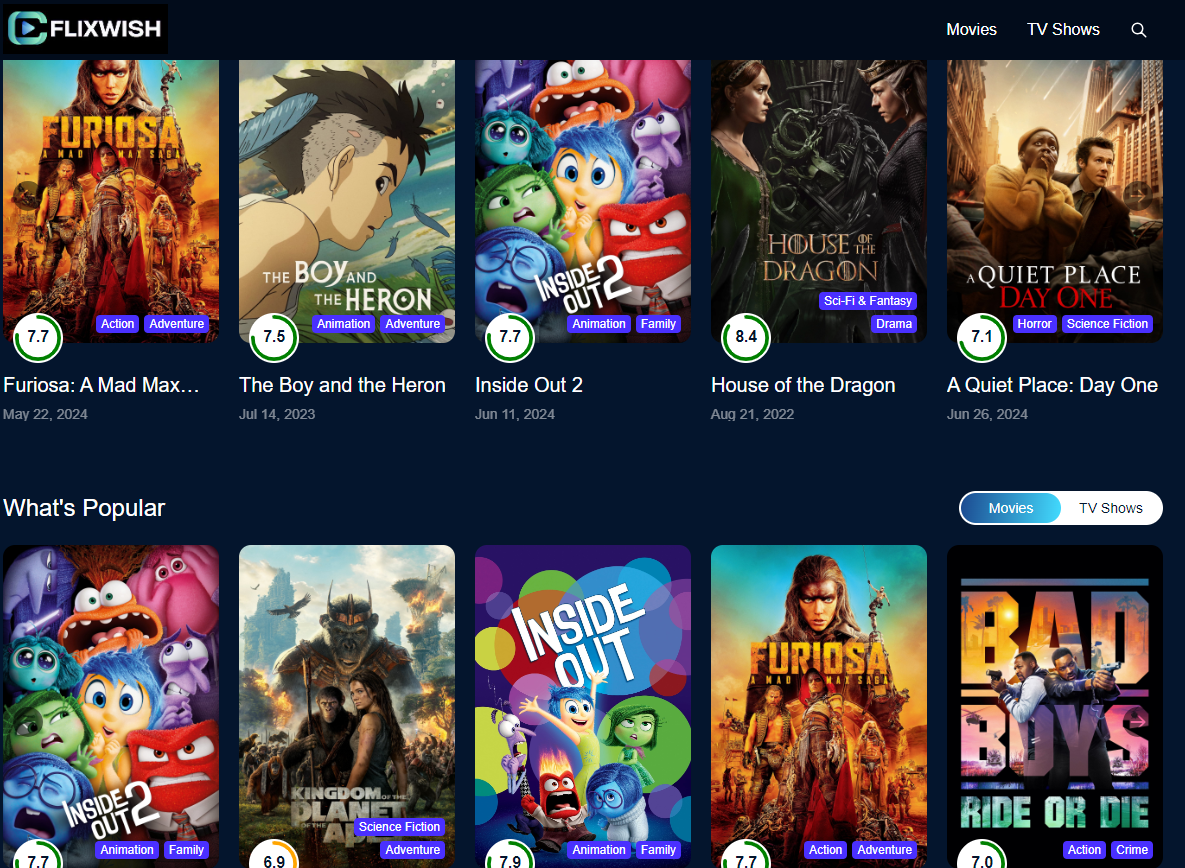 FLIXWISH
Movies
TV Shows
FURIOSA
A MAD MAX SAGA
THE BOY AND
THE HERON
INSIDE
OUT 2
HOUSE OF THE
DRAGON
A QUIET PLACE
DAY ONE
Sci-Fi & Fantasy
7.7
Action
Adventure
7.5
Animation
Adventure
7.7
Animation
Family
8.4
Drama
7.1
Horror
Science Fiction
Furiosa: A Mad Max…
The Boy and the Heron
Inside Out 2
House of the Dragon
A Quiet Place: Day One
May 22, 2024
Jul 14, 2023
Jun 11, 2024
Aug 21, 2022
Jun 26, 2024
What's Popular
Movies
TV Shows
INSIDE
OUT 2
KINGDOM OF THE
PLANET
OF THE
INSIDE
OUT
FURIOSA
A MAD MAX SAGA
BAD
BOYS
RIDE OR DIE
Science Fiction
7.7
Animation
Family
6.9
Adventure
7.9
Animation
Family
7.7
Action
Adventure
7.0
Action
Crime